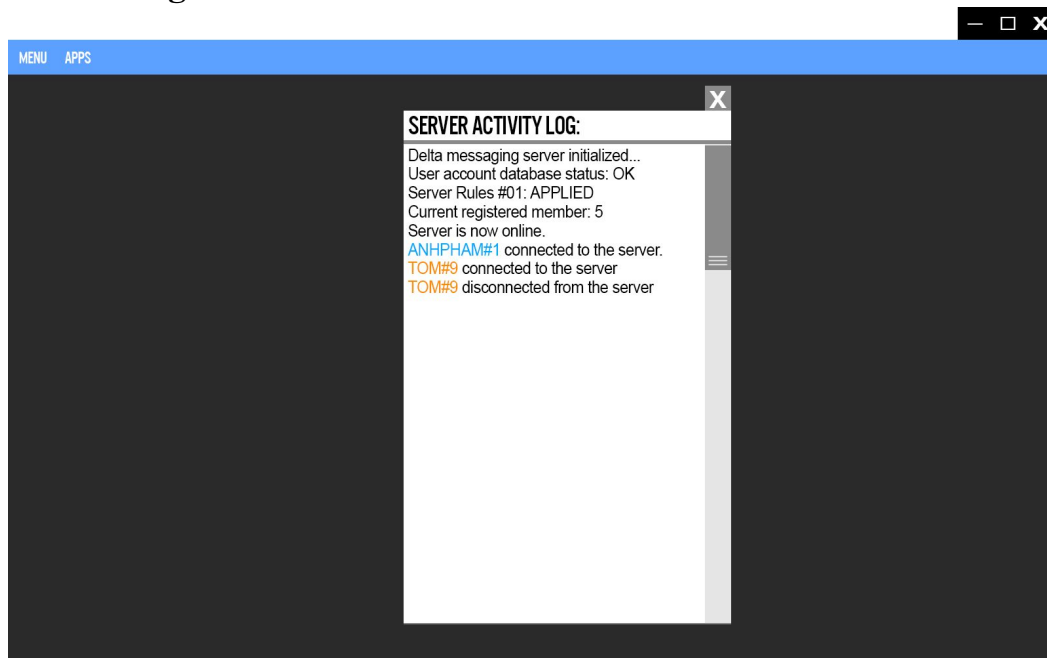 MENU APPS
X
X
SERVER ACTIVITY LOG:
Delta messaging server initialized...
User account database status: OK
Server Rules #01: APPLIED
Current registered member: 5
Server is now online.
ANHPHAM#1 connected to the server.
TOM#9 connected to the server
TOM#9 disconnected from the server